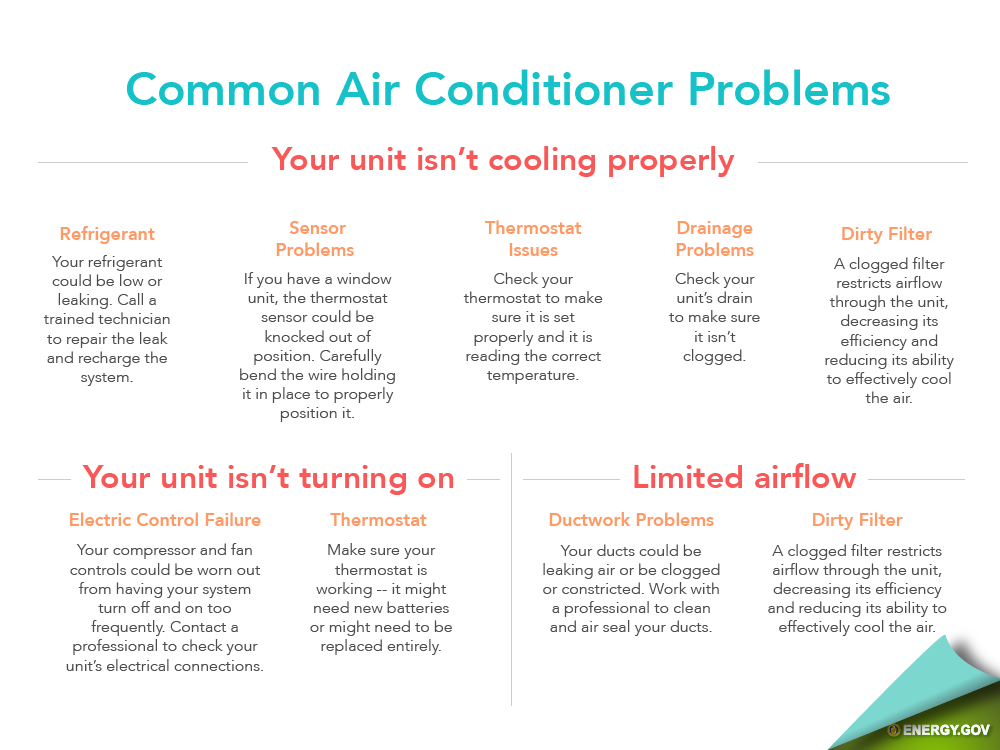 Common Air Conditioner Problems
Your unit isn't cooling properly
Refrigerant
Your refrigerant
could be low or
leaking. Call a
trained technician
to repair the leak
and recharge the
system.
Sensor
Problems
If you have a window
unit, the thermostat
sensor could be
knocked out of
position. Carefully
bend the wire holding
it in place to properly
position it.
Thermostat
Issues
Check your
thermostat to make
sure it is set
properly and it is
reading the correct
temperature.
Drainage
Problems
Check your
unit's drain
to make sure
it isn't
clogged.
Dirty Filter
A clogged filter
restricts airflow
through the unit,
decreasing its
efficiency and
reducing its ability
to effectively cool
the air.
Your unit isn't turning on
Electric Control Failure
Your compressor and fan
controls could be worn out
from having your system
turn off and on too
frequently. Contact a
professional to check your
unit's electrical connections.
Thermostat
Make sure your
thermostat is
working -- it might
need new batteries
or might need to be
replaced entirely.
Limited airflow
Ductwork Problems
Your ducts could be
leaking air or be clogged
or constricted. Work with
a professional to clean
and air seal your ducts.
Dirty Filter
A clogged filter restricts
airflow through the unit,
decreasing its efficiency
and reducing its ability to
effectively cool the air.
ENERGY.GOV